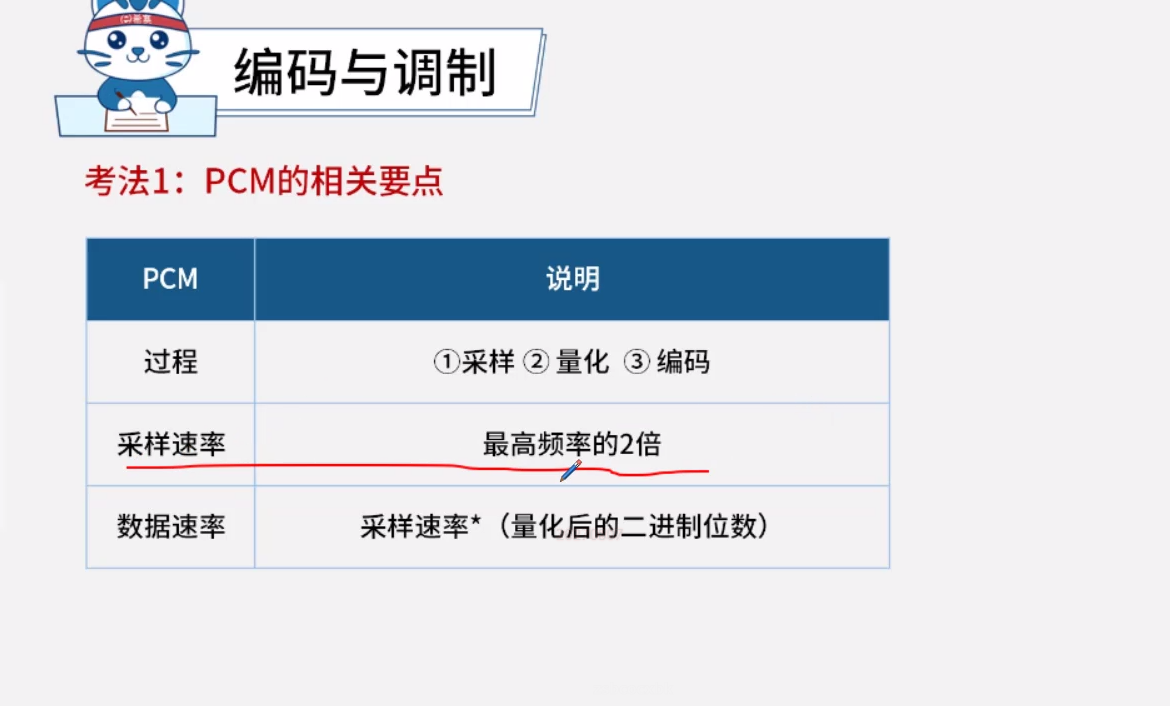 编码与调制
考法1：PCM的相关要点
PCM
说明
过程
①采样 ② 量化 ③ 编码
采样速率
最高频率的2倍
数据速率
采样速率*（量化后的二进制位数）